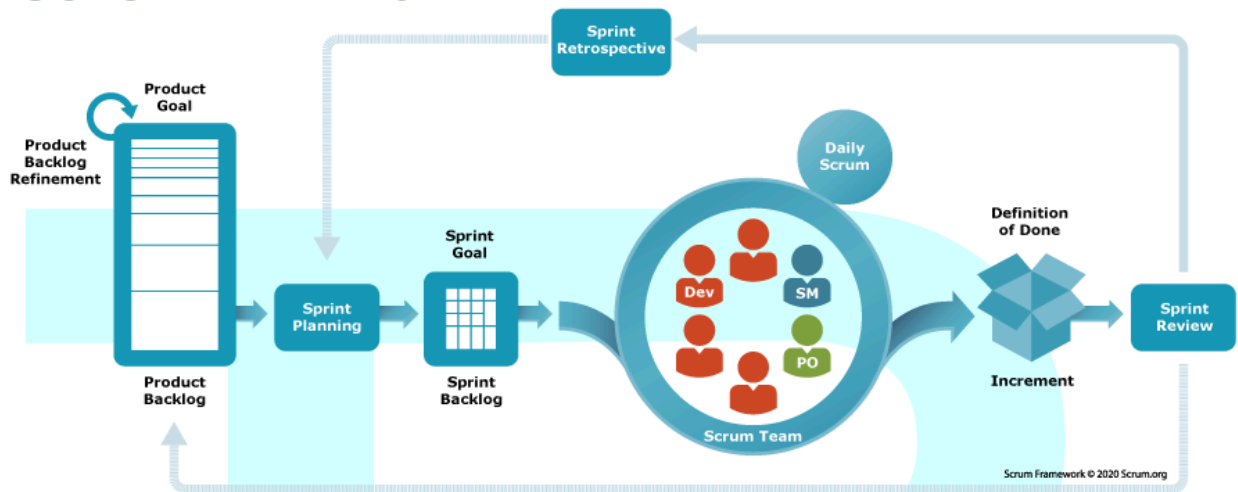 Sprint
Retrospective
Product
Goal
Product
Backlog
Refinement
Daily
Scrum
Definition
of Done
Sprint
Goal
Dev
SM
Sprint
Planning
Sprint
Review
PO
Product
Backlog
Sprint
Backlog
Increment
Scrum Team
Scrum Framework © 2020 Scrum.org